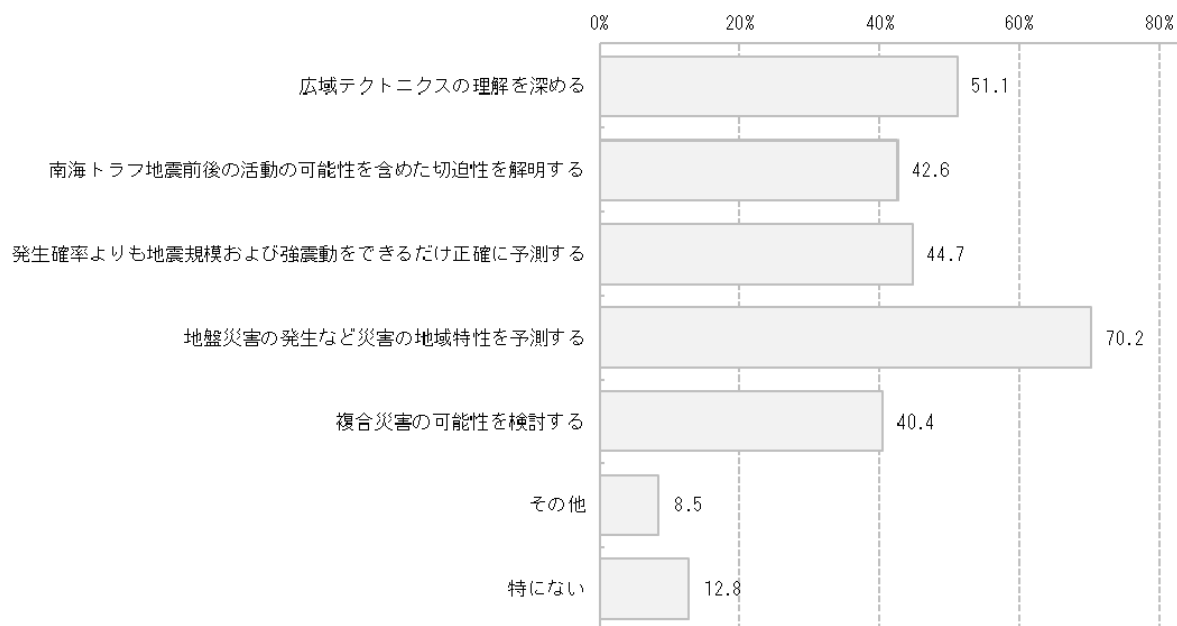 0% 20% 40% 60% 80%
広域テクトニクスの理解を深める 51.1
南海トラフ地震前後の活動の可能性を含めた切迫性を解明する 42.6
発生確率よりも地震規模および強震動をできるだけ正確に予測する 44.7
地盤災害の発生など災害の地域特性を予測する 70.2
複合災害の可能性を検討する 40.4
その他 8.5
特にない 12.8